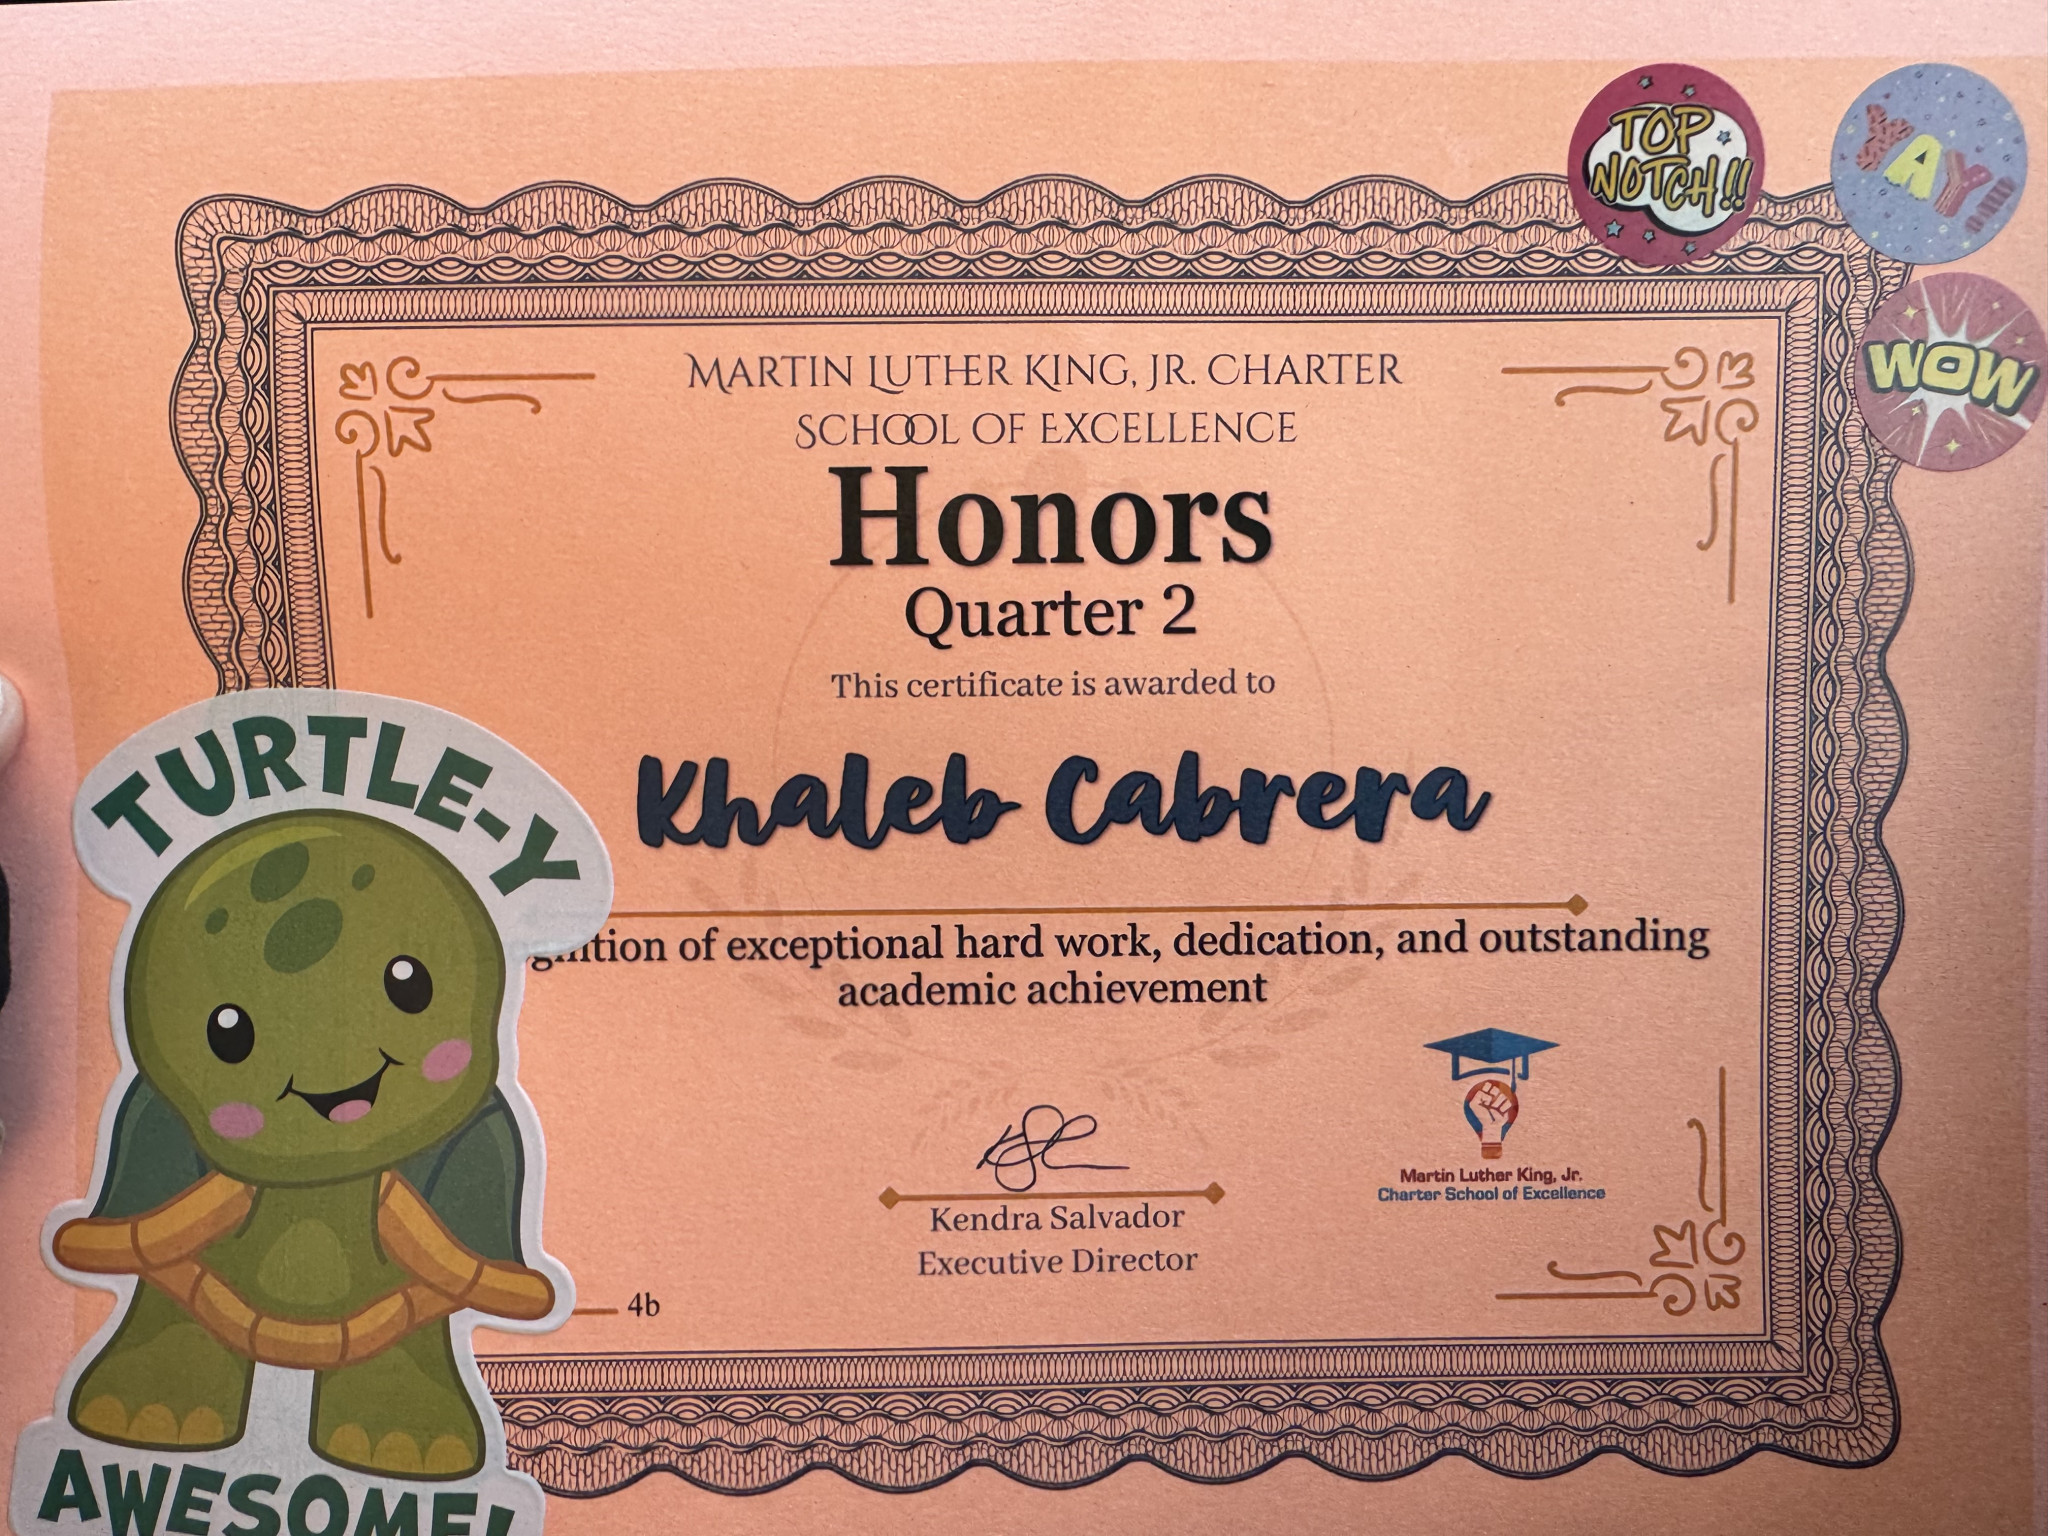 TOP
NOTCH!!
YAY!!!
WOW
MARTIN LUTHER KING, JR. CHARTER
SCHOOL OF EXCELLENCE
Honors
Quarter 2
This certificate is awarded to
Khaleb Cabrera
TURTLE-Y
of exceptional hard work, dedication, and outstanding
academic achievement
Martin Luther King, Jr.
Charter School of Excellence
Kendra Salvador
Executive Director
4b
AWESOME!